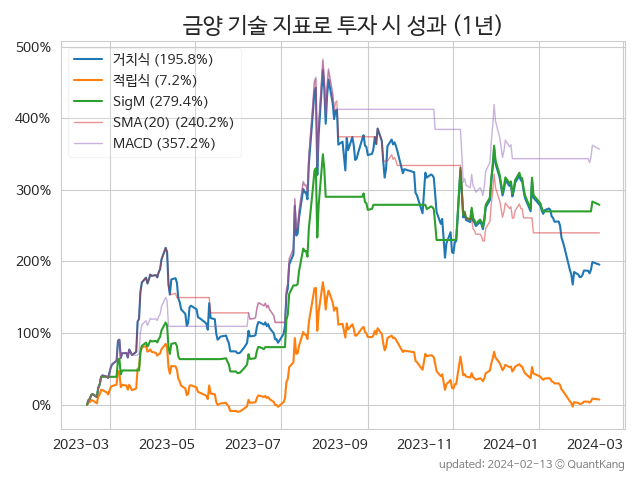 금양 기술 지표로 투자 시 성과 (1년)
500%
400%
300%
200%
100%
0%
거치식 (195.8%)
적립식 (7.2%)
SigM (279.4%)
SMA(20) (240.2%)
MACD (357.2%)
2023-03
2023-05
2023-07
2023-09
2023-11
2024-01
2024-03
updated: 2024-02-13 ⓒ QuantKang